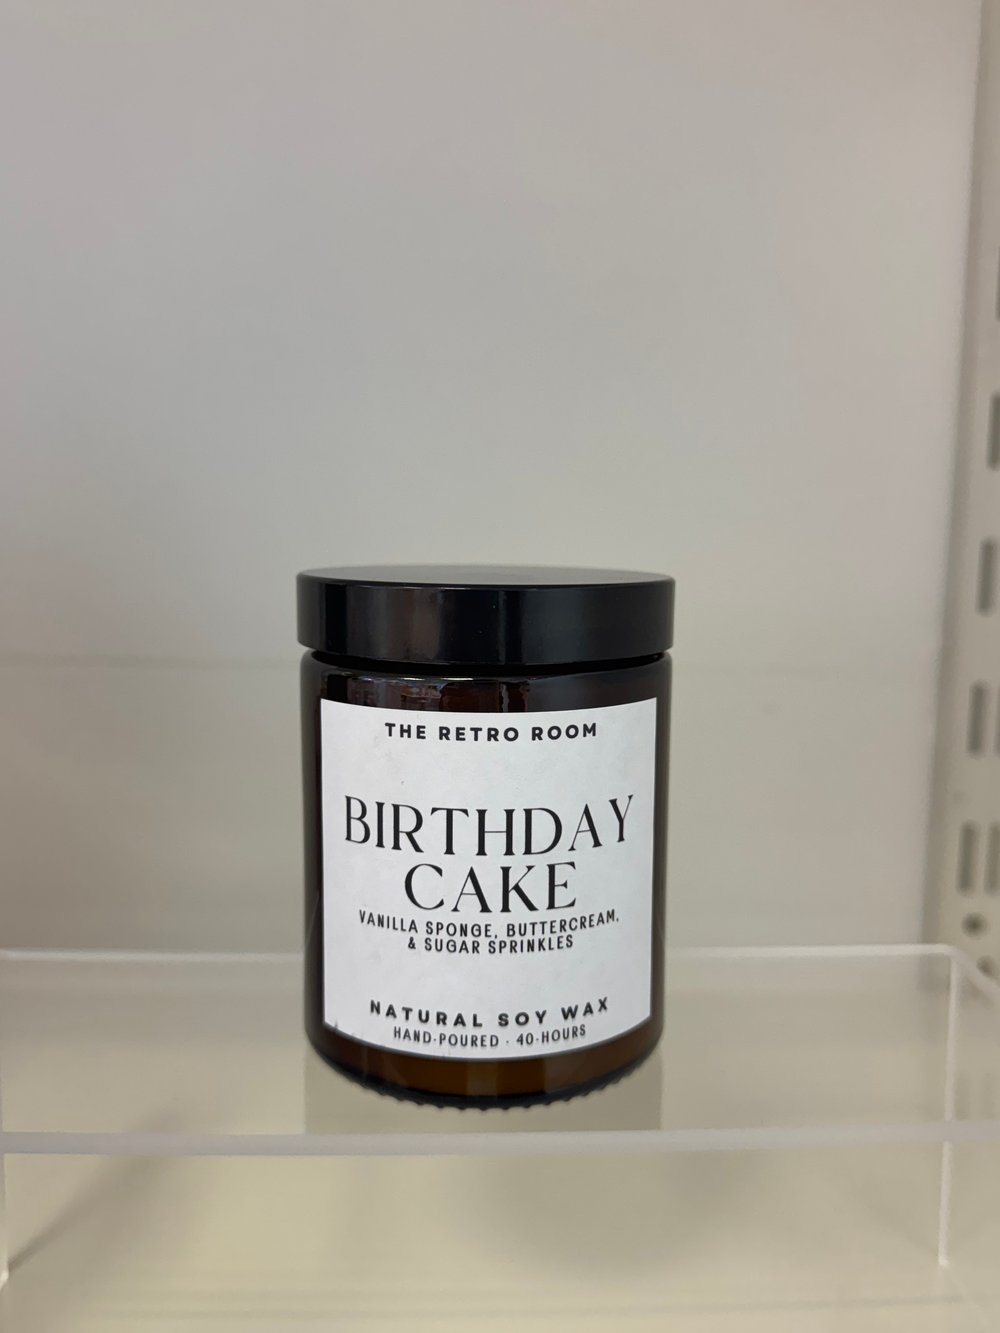 THE RETRO ROOM
BIRTHDAY
CAKE
VANILLA SPONGE, BUTTERCREAM,
& SUGAR SPRINKLES
NATURAL SOY WAX
HAND-POURED · 40-HOURS